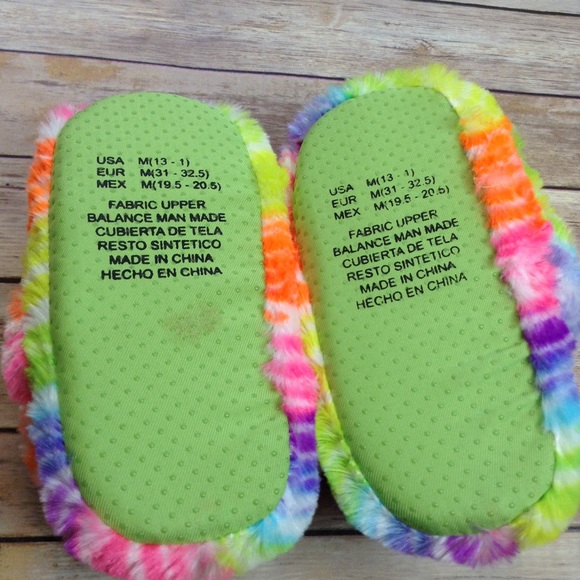 USA M(13 - 1)
EUR M(31 - 32.5)
MEX M(19.5 - 20.5)
FABRIC UPPER
BALANCE MAN MADE
CUBIERTA DE TELA
RESTO SINTETICO
MADE IN CHINA
HECHO EN CHINA
USA M(13 - 1)
EUR M(31 - 32.5)
MEX M(19.5 - 20.5)
FABRIC UPPER
BALANCE MAN MADE
CUBIERTA DE TELA
RESTO SINTETICO
MADE IN CHINA
HECHO EN CHINA